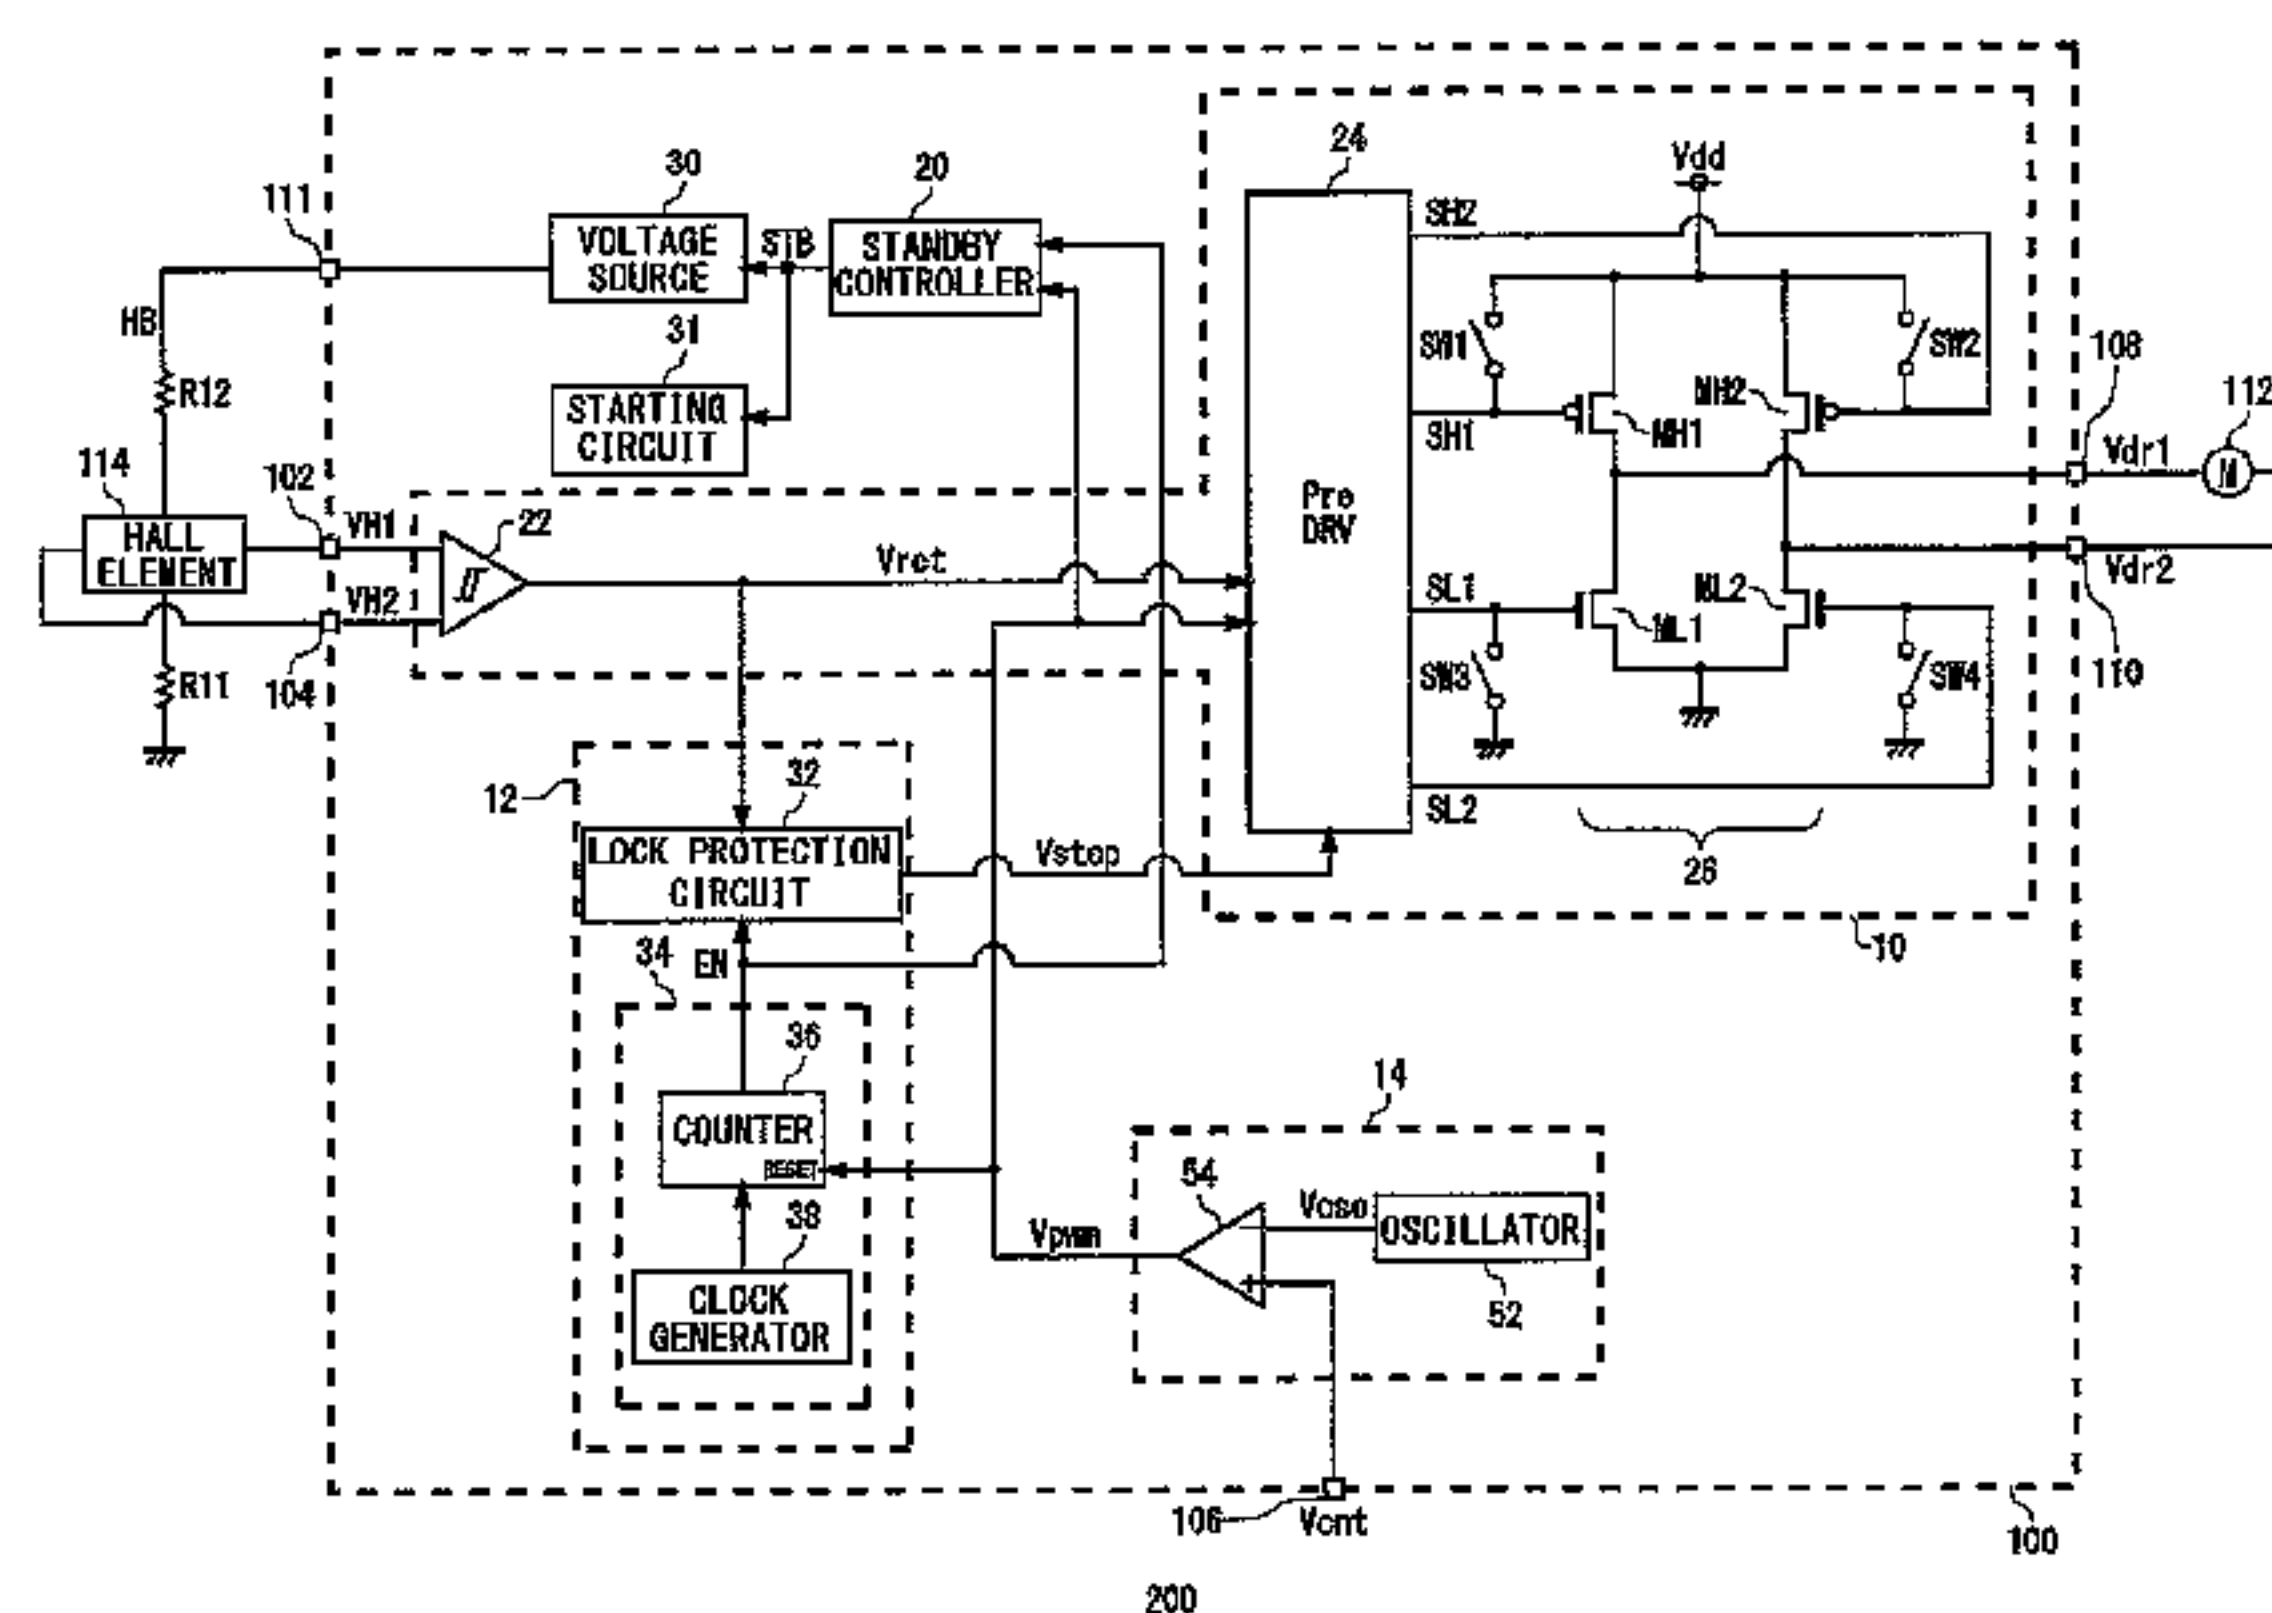 24
Vdd
30
20
111
SH2
VOLTAGE
SOURCE
STB
STANDBY
CONTROLLER
HB
31
SW1
SW2
108
112
R12
STARTING
CIRCUIT
MH2
SH1
MH1
114
102
Vdr1
M
Pre
DRV
VH1
22
HALL
ELEMENT
Vdr2
VH2
SL1
ML2
ML1
R11
104
SW3
SW4
110
12
32
SL2
LOCK PROTECTION
CIRCUIT
Vstop
26
34
EN
10
36
14
COUNTER
RESET
54
38
Vosc
OSCILLATOR
Vpwm
CLOCK
GENERATOR
52
106
Vcnt
100
200